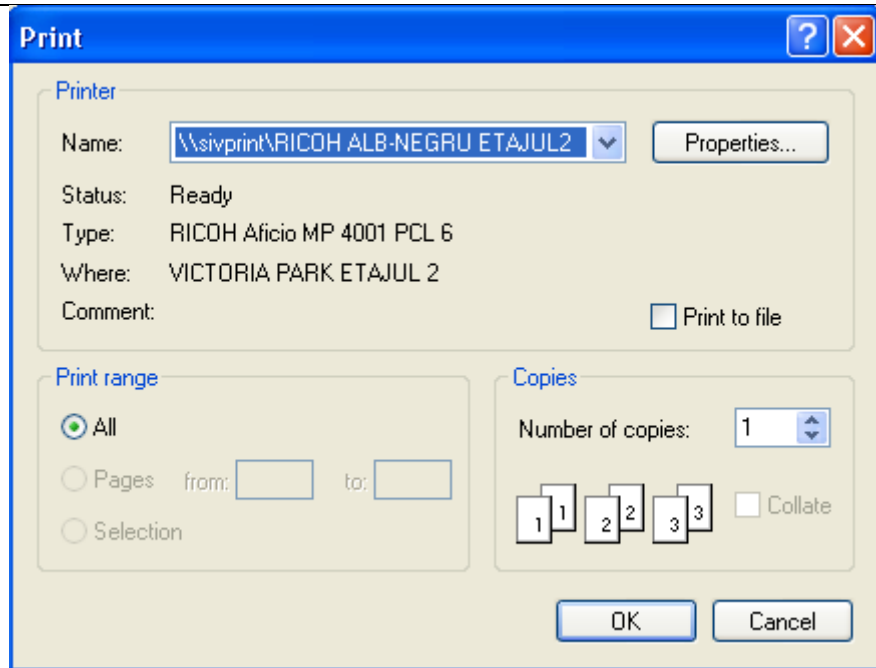 Print
Printer
Name: \\sivprint\RICOH ALB-NEGRU ETAJUL2 Properties...
Status: Ready
Type: RICOH Aficio MP 4001 PCL 6
Where: VICTORIA PARK ETAJUL 2
Comment: Print to file
Print range
All
Pages from: to:
Selection
Copies
Number of copies: 1
1 1 2 2 3 3 Collate
OK Cancel